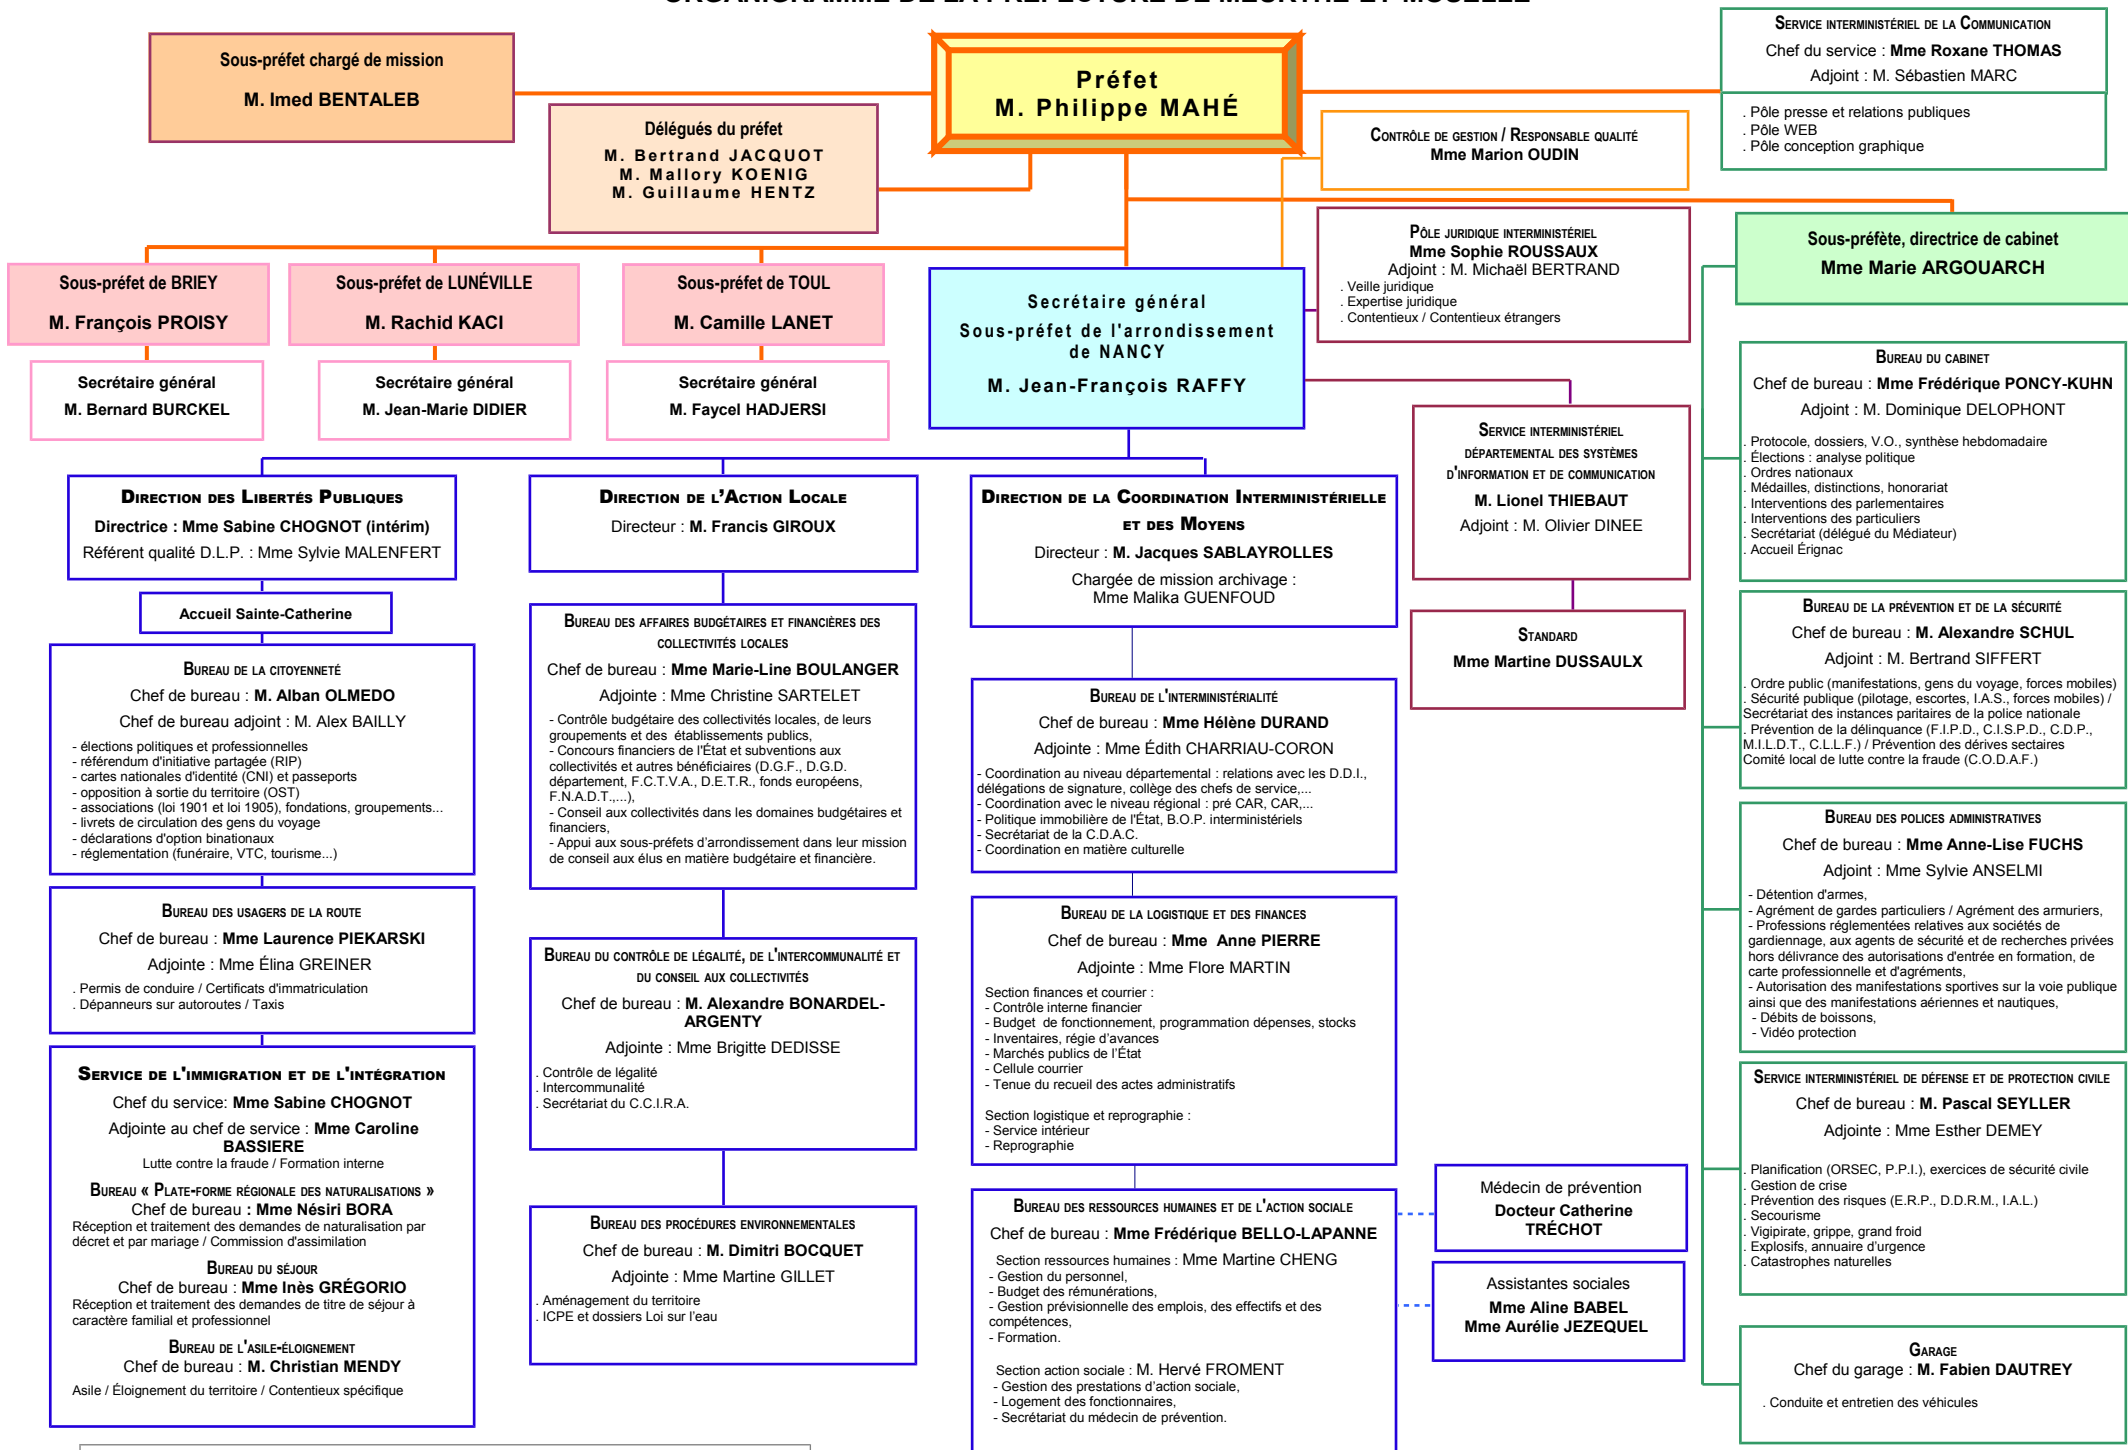 ORGANIGRAMME DE LA PRÉFECTURE DE MEURTHE-ET-MOSELLE
Sous-préfet chargé de mission
M. Imed BENTALEB
Préfet
M. Philippe MAHÉ
SERVICE INTERMINISTÉRIEL DE LA COMMUNICATION
Chef du service : Mme Roxane THOMAS
Adjoint : M. Sébastien MARC
. Pôle presse et relations publiques
. Pôle WEB
. Pôle conception graphique
Délégués du préfet
M. Bertrand JACQUOT
M. Mallory KOENIG
M. Guillaume HENTZ
CONTRÔLE DE GESTION / RESPONSABLE QUALITÉ
Mme Marion OUDIN
PÔLE JURIDIQUE INTERMINISTÉRIEL
Mme Sophie ROUSSAUX
Adjoint : M. Michaël BERTRAND
. Veille juridique
. Expertise juridique
. Contentieux / Contentieux étrangers
Sous-préfète, directrice de cabinet
Mme Marie ARGOUARCH
Sous-préfet de BRIEY
M. François PROISY
Sous-préfet de LUNÉVILLE
M. Rachid KACI
Sous-préfet de TOUL
M. Camille LANET
Secrétaire général
Sous-préfet de l'arrondissement
de NANCY
M. Jean-François RAFFY
Secrétaire général
M. Bernard BURCKEL
Secrétaire général
M. Jean-Marie DIDIER
Secrétaire général
M. Faycel HADJERSI
SERVICE INTERMINISTÉRIEL
DÉPARTEMENTAL DES SYSTÈMES
D'INFORMATION ET DE COMMUNICATION
M. Lionel THIEBAUT
Adjoint : M. Olivier DINEE
STANDARD
Mme Martine DUSSAULX
DIRECTION DES LIBERTÉS PUBLIQUES
Directrice : Mme Sabine CHOGNOT (intérim)
Référent qualité D.L.P. : Mme Sylvie MALENFERT
Accueil Sainte-Catherine
BUREAU DE LA CITOYENNETÉ
Chef de bureau : M. Alban OLMEDO
Chef de bureau adjoint : M. Alex BAILLY
- élections politiques et professionnelles
- référendum d'initiative partagée (RIP)
- cartes nationales d'identité (CNI) et passeports
- opposition à sortie du territoire (OST)
- associations (loi 1901 et loi 1905), fondations, groupements...
- livrets de circulation des gens du voyage
- déclarations d'option binationaux
- réglementation (funéraire, VTC, tourisme...)
BUREAU DES USAGERS DE LA ROUTE
Chef de bureau : Mme Laurence PIEKARSKI
Adjointe : Mme Élina GREINER
. Permis de conduire / Certificats d'immatriculation
. Dépanneurs sur autoroutes / Taxis
SERVICE DE L'IMMIGRATION ET DE L'INTÉGRATION
Chef du service: Mme Sabine CHOGNOT
Adjointe au chef de service : Mme Caroline
BASSIERE
Lutte contre la fraude / Formation interne
BUREAU « PLATE-FORME RÉGIONALE DES NATURALISATIONS »
Chef de bureau : Mme Nésiri BORA
Réception et traitement des demandes de naturalisation par
décret et par mariage / Commission d'assimilation
BUREAU DU SÉJOUR
Chef de bureau : Mme Inès GRÉGORIO
Réception et traitement des demandes de titre de séjour à
caractère familial et professionnel
BUREAU DE L'ASILE-ÉLOIGNEMENT
Chef de bureau : M. Christian MENDY
Asile / Éloignement du territoire / Contentieux spécifique
DIRECTION DE L'ACTION LOCALE
Directeur : M. Francis GIROUX
BUREAU DES AFFAIRES BUDGÉTAIRES ET FINANCIÈRES DES
COLLECTIVITÉS LOCALES
Chef de bureau : Mme Marie-Line BOULANGER
Adjointe : Mme Christine SARTELET
- Contrôle budgétaire des collectivités locales, de leurs
groupements et des établissements publics,
- Concours financiers de l'État et subventions aux
collectivités et autres bénéficiaires (D.G.F., D.G.D.
département, F.C.T.V.A., D.E.T.R., fonds européens,
F.N.A.D.T.,...),
- Conseil aux collectivités dans les domaines budgétaires et
financiers,
- Appui aux sous-préfets d'arrondissement dans leur mission
de conseil aux élus en matière budgétaire et financière.
BUREAU DU CONTRÔLE DE LÉGALITÉ, DE L'INTERCOMMUNALITÉ ET
DU CONSEIL AUX COLLECTIVITÉS
Chef de bureau : M. Alexandre BONARDEL-
ARGENTY
Adjointe : Mme Brigitte DEDISSE
. Contrôle de légalité
. Intercommunalité
. Secrétariat du C.C.I.R.A.
BUREAU DES PROCÉDURES ENVIRONNEMENTALES
Chef de bureau : M. Dimitri BOCQUET
Adjointe : Mme Martine GILLET
. Aménagement du territoire
. ICPE et dossiers Loi sur l'eau
DIRECTION DE LA COORDINATION INTERMINISTÉRIELLE
ET DES MOYENS
Directeur : M. Jacques SABLAYROLLES
Chargée de mission archivage :
Mme Malika GUENFOUD
BUREAU DE L'INTERMINISTÉRIALITÉ
Chef de bureau : Mme Hélène DURAND
Adjointe : Mme Édith CHARRIAU-CORON
- Coordination au niveau départemental : relations avec les D.D.I.,
délégations de signature, collège des chefs de service,...
- Coordination avec le niveau régional : pré CAR, CAR,...
- Politique immobilière de l'État, B.O.P. interministériels
- Secrétariat de la C.D.A.C.
- Coordination en matière culturelle
BUREAU DE LA LOGISTIQUE ET DES FINANCES
Chef de bureau : Mme Anne PIERRE
Adjointe : Mme Flore MARTIN
Section finances et courrier :
- Contrôle interne financier
- Budget de fonctionnement, programmation dépenses, stocks
- Inventaires, régie d'avances
- Marchés publics de l'État
- Cellule courrier
- Tenue du recueil des actes administratifs
Section logistique et reprographie :
- Service intérieur
- Reprographie
BUREAU DES RESSOURCES HUMAINES ET DE L'ACTION SOCIALE
Chef de bureau : Mme Frédérique BELLO-LAPANNE
Section ressources humaines : Mme Martine CHENG
- Gestion du personnel,
- Budget des rémunérations,
- Gestion prévisionnelle des emplois, des effectifs et des
compétences,
- Formation.
Section action sociale : M. Hervé FROMENT
- Gestion des prestations d'action sociale,
- Logement des fonctionnaires,
- Secrétariat du médecin de prévention.
Médecin de prévention
Docteur Catherine
TRÉCHOT
Assistantes sociales
Mme Aline BABEL
Mme Aurélie JEZEQUEL
BUREAU DU CABINET
Chef de bureau : Mme Frédérique PONCY-KUHN
Adjoint : M. Dominique DELOPHONT
. Protocole, dossiers, V.O., synthèse hebdomadaire
. Élections : analyse politique
. Ordres nationaux
. Médailles, distinctions, honorariat
. Interventions des parlementaires
. Interventions des particuliers
. Secrétariat (délégué du Médiateur)
. Accueil Érignac
BUREAU DE LA PRÉVENTION ET DE LA SÉCURITÉ
Chef de bureau : M. Alexandre SCHUL
Adjoint : M. Bertrand SIFFERT
. Ordre public (manifestations, gens du voyage, forces mobiles)
. Sécurité publique (pilotage, escortes, I.A.S., forces mobiles) /
Secrétariat des instances paritaires de la police nationale
. Prévention de la délinquance (F.I.P.D., C.I.S.P.D., C.D.P.,
M.I.L.D.T., C.L.L.F.) / Prévention des dérives sectaires
Comité local de lutte contre la fraude (C.O.D.A.F.)
BUREAU DES POLICES ADMINISTRATIVES
Chef de bureau : Mme Anne-Lise FUCHS
Adjoint : Mme Sylvie ANSELMI
- Détention d'armes,
- Agrément de gardes particuliers / Agrément des armuriers,
- Professions réglementées relatives aux sociétés de
gardiennage, aux agents de sécurité et de recherches privées
hors délivrance des autorisations d'entrée en formation, de
carte professionnelle et d'agréments,
- Autorisation des manifestations sportives sur la voie publique
ainsi que des manifestations aériennes et nautiques,
- Débits de boissons,
- Vidéo protection
SERVICE INTERMINISTÉRIEL DE DÉFENSE ET DE PROTECTION CIVILE
Chef de bureau : M. Pascal SEYLLER
Adjointe : Mme Esther DEMEY
. Planification (ORSEC, P.P.I.), exercices de sécurité civile
. Gestion de crise
. Prévention des risques (E.R.P., D.D.R.M., I.A.L.)
. Secourisme
. Vigipirate, grippe, grand froid
. Explosifs, annuaire d'urgence
. Catastrophes naturelles
GARAGE
Chef du garage : M. Fabien DAUTREY
. Conduite et entretien des véhicules